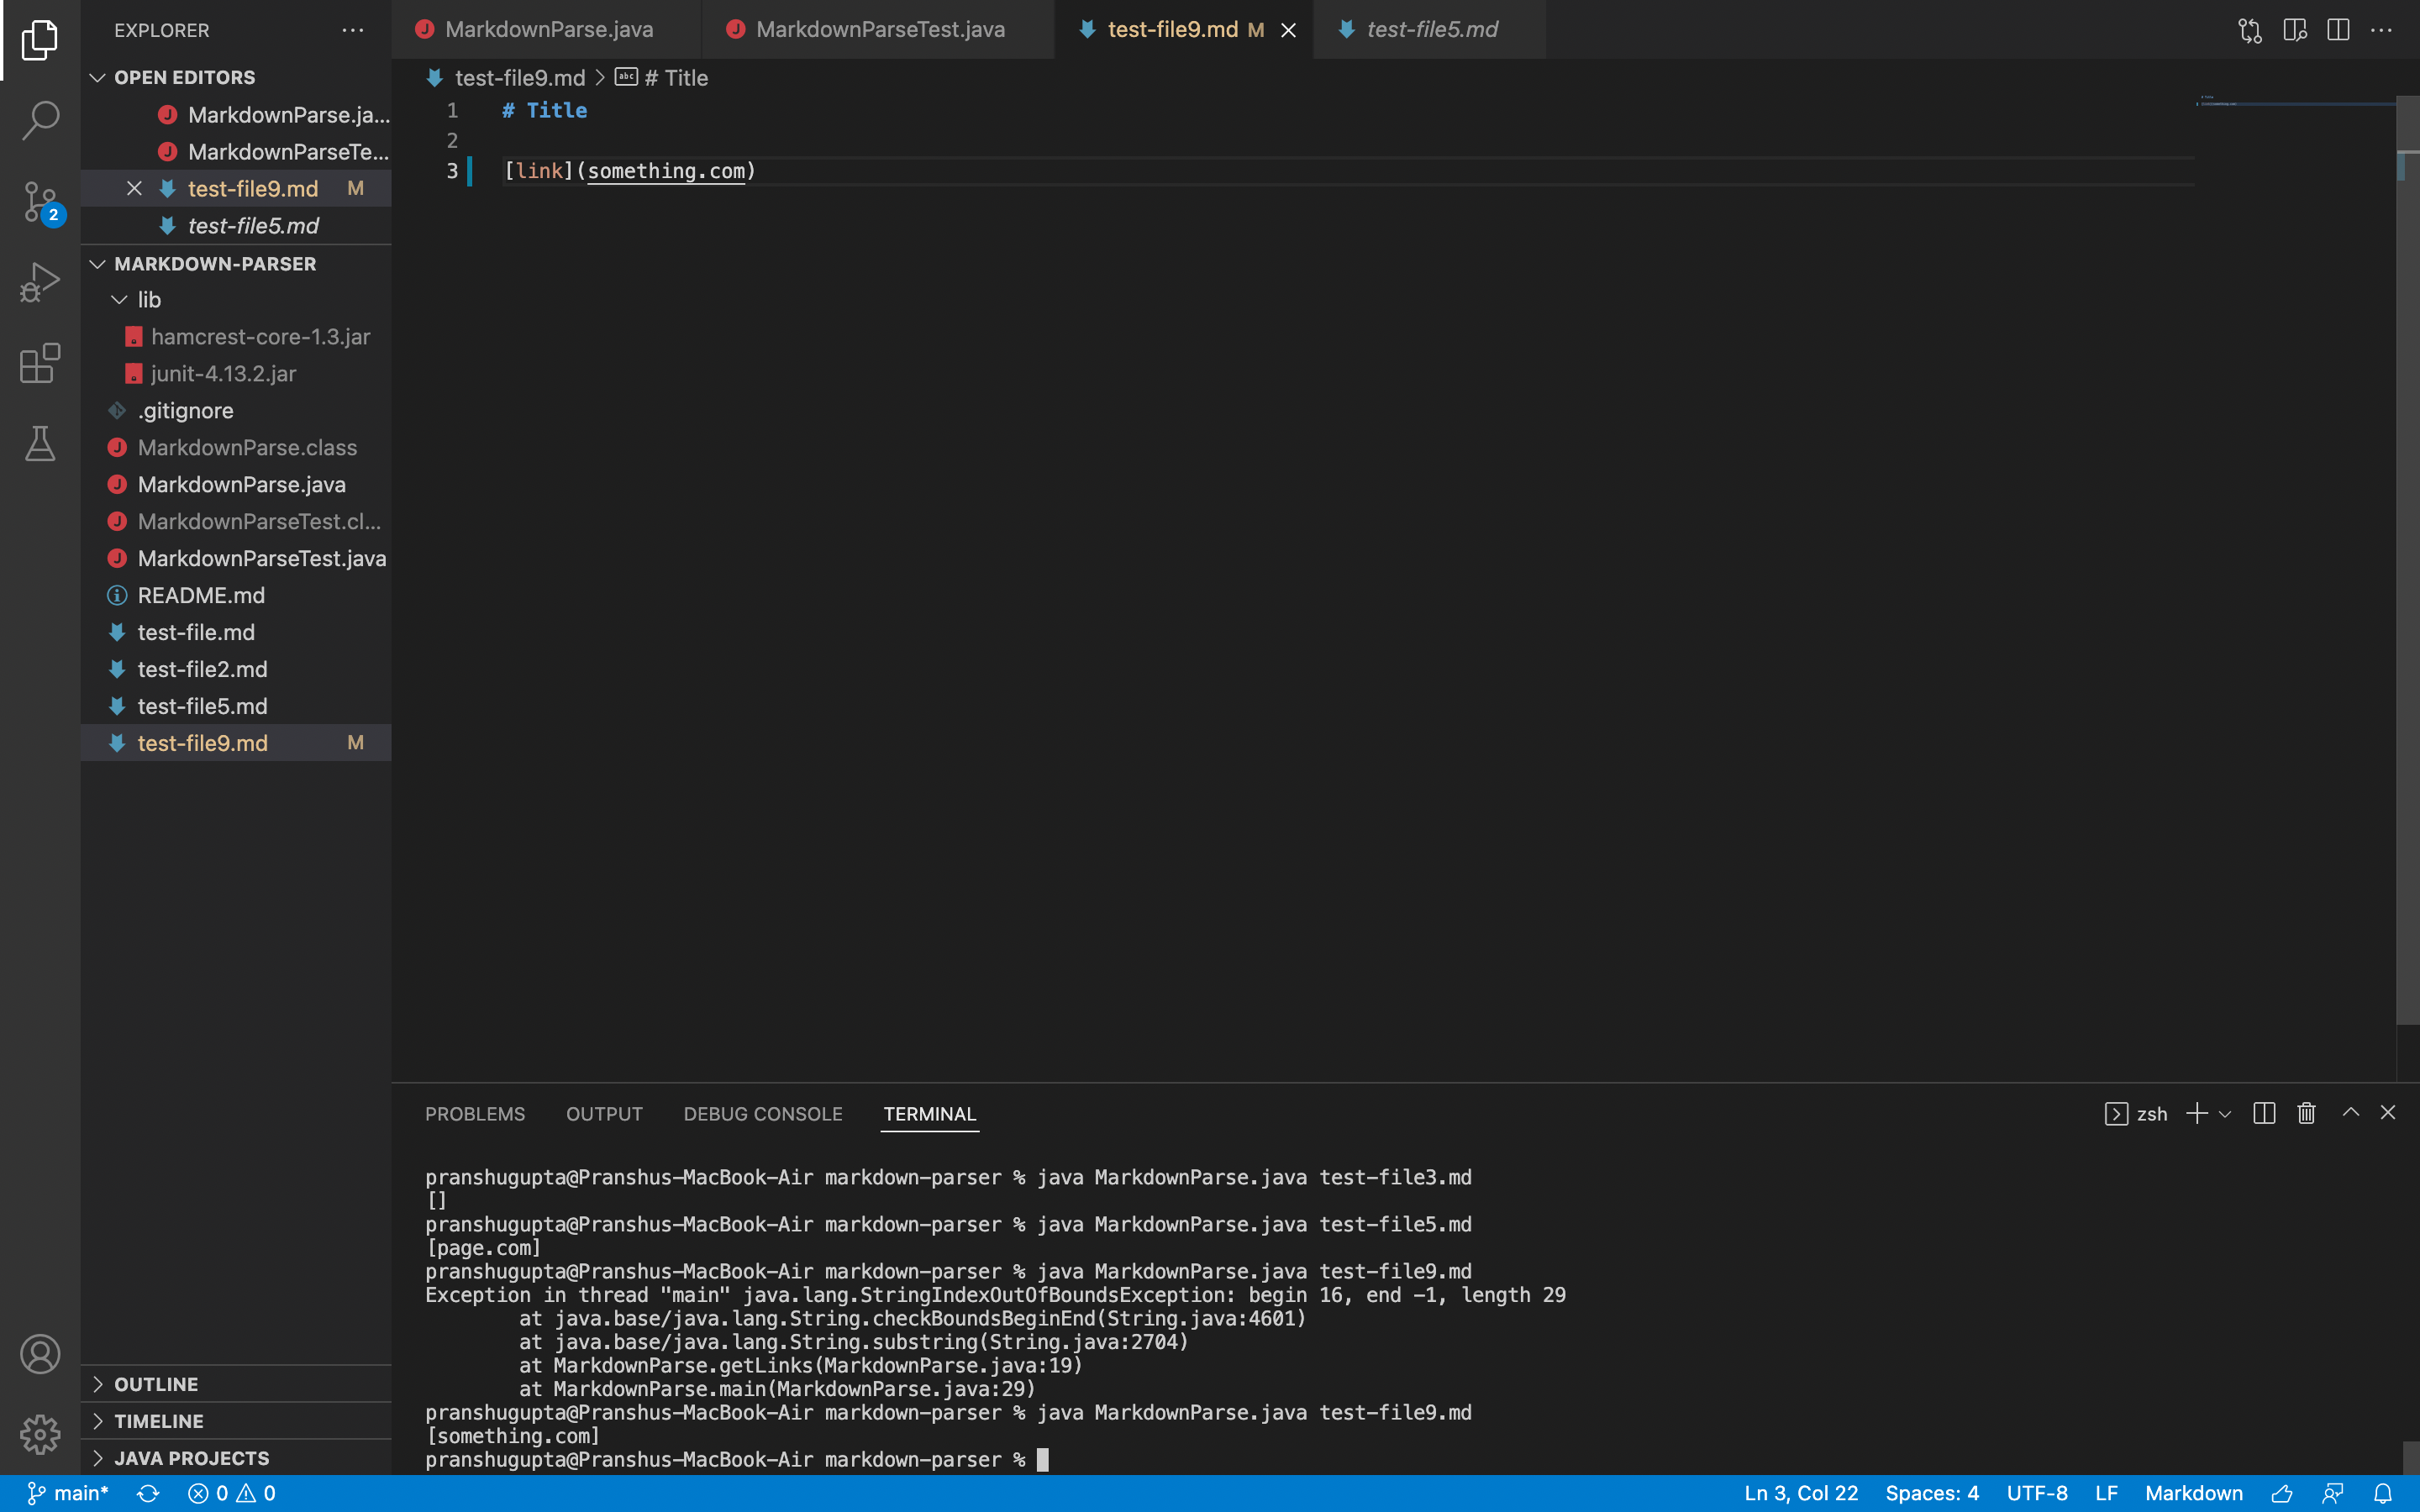 EXPLORER
OPEN EDITORS
MarkdownParse.ja...
MarkdownParseTe...
test-file9.md M
test-file5.md
MARKDOWN-PARSER
lib
hamcrest-core-1.3.jar
junit-4.13.2.jar
.gitignore
MarkdownParse.class
MarkdownParse.java
MarkdownParseTest.cl...
MarkdownParseTest.java
README.md
test-file.md
test-file2.md
test-file5.md
test-file9.md M
OUTLINE
TIMELINE
JAVA PROJECTS
2
MarkdownParse.java
MarkdownParseTest.java
test-file9.md M
test-file5.md
test-file9.md > abc # Title
1 # Title
2
3 [link](something.com)
PROBLEMS OUTPUT DEBUG CONSOLE TERMINAL
zsh
pranshugupta@Pranshus-MacBook-Air markdown-parser % java MarkdownParse.java test-file3.md
[]
pranshugupta@Pranshus-MacBook-Air markdown-parser % java MarkdownParse.java test-file5.md
[page.com]
pranshugupta@Pranshus-MacBook-Air markdown-parser % java MarkdownParse.java test-file9.md
Exception in thread "main" java.lang.StringIndexOutOfBoundsException: begin 16, end -1, length 29
at java.base/java.lang.String.checkBoundsBeginEnd(String.java:4601)
at java.base/java.lang.String.substring(String.java:2704)
at MarkdownParse.getLinks(MarkdownParse.java:19)
at MarkdownParse.main(MarkdownParse.java:29)
pranshugupta@Pranshus-MacBook-Air markdown-parser % java MarkdownParse.java test-file9.md
[something.com]
pranshugupta@Pranshus-MacBook-Air markdown-parser %
main* 0 0 Ln 3, Col 22 Spaces: 4 UTF-8 LF Markdown